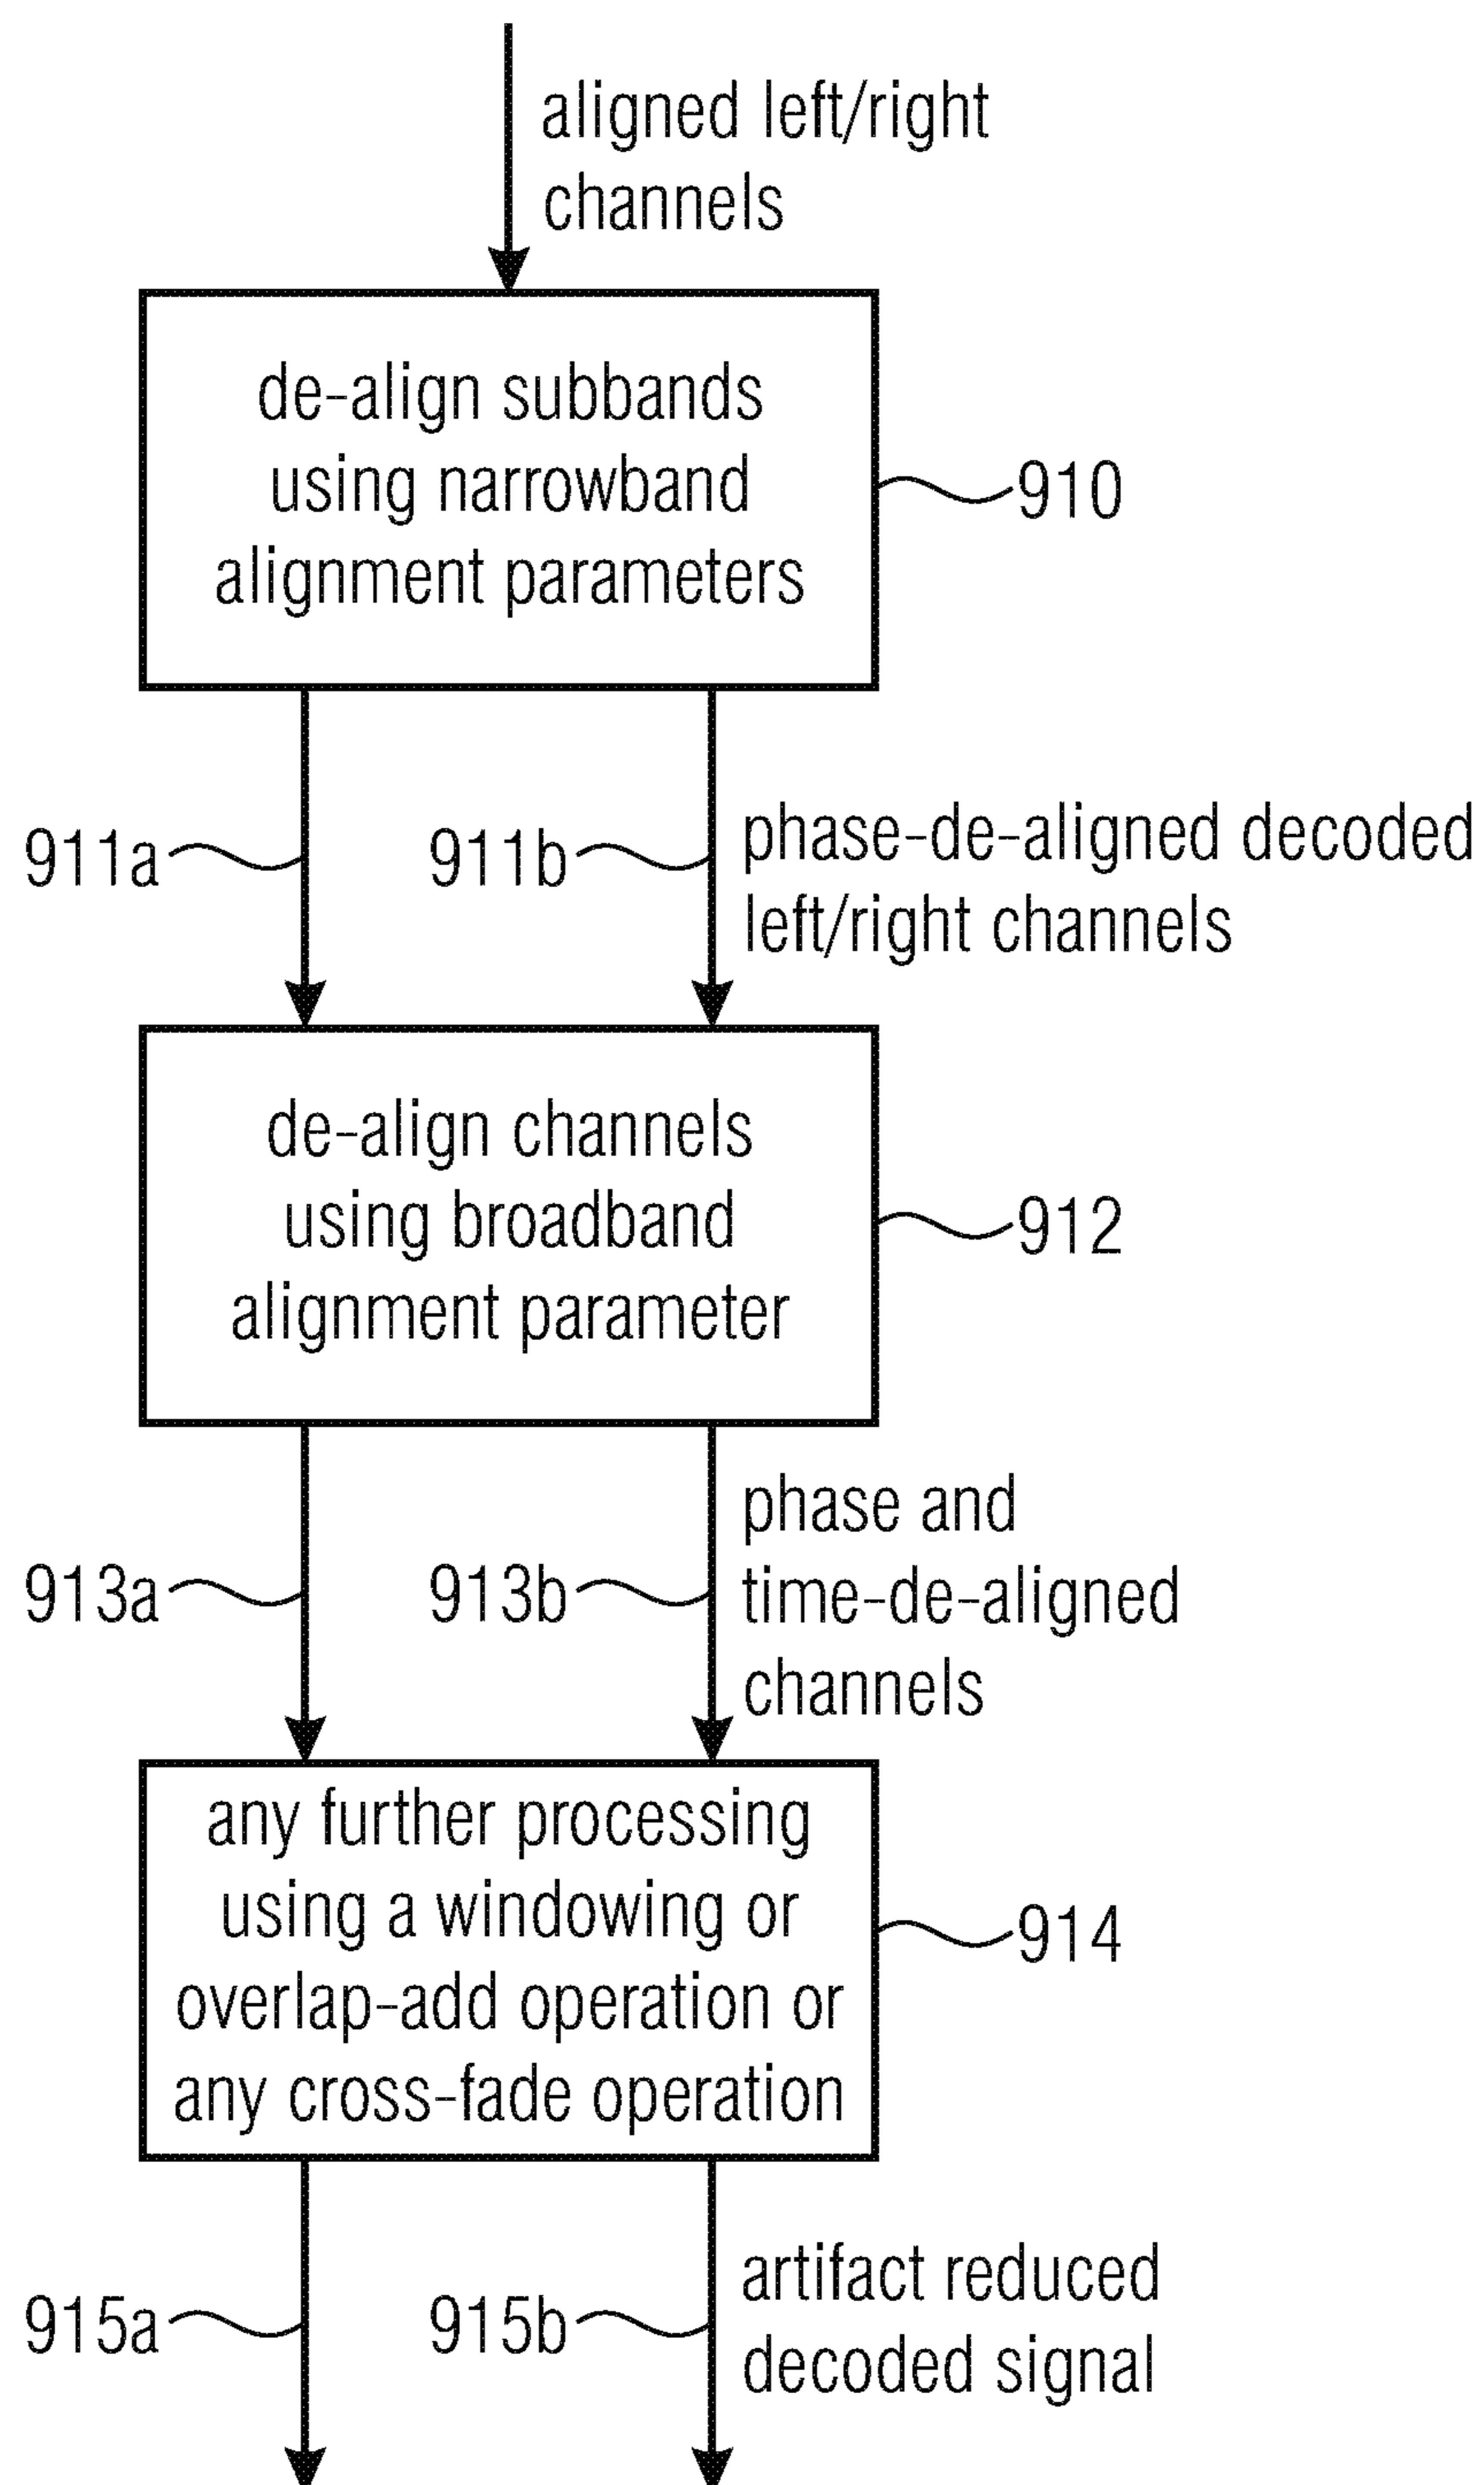 aligned left/right
channels
de-align subbands
using narrowband
alignment parameters
910
911a
911b
phase-de-aligned decoded
left/right channels
de-align channels
using broadband
alignment parameter
912
phase and
913a
913b
time-de-aligned
channels
any further processing
using a windowing or
overlap-add operation or
any cross-fade operation
914
915a
915b
artifact reduced
decoded signal